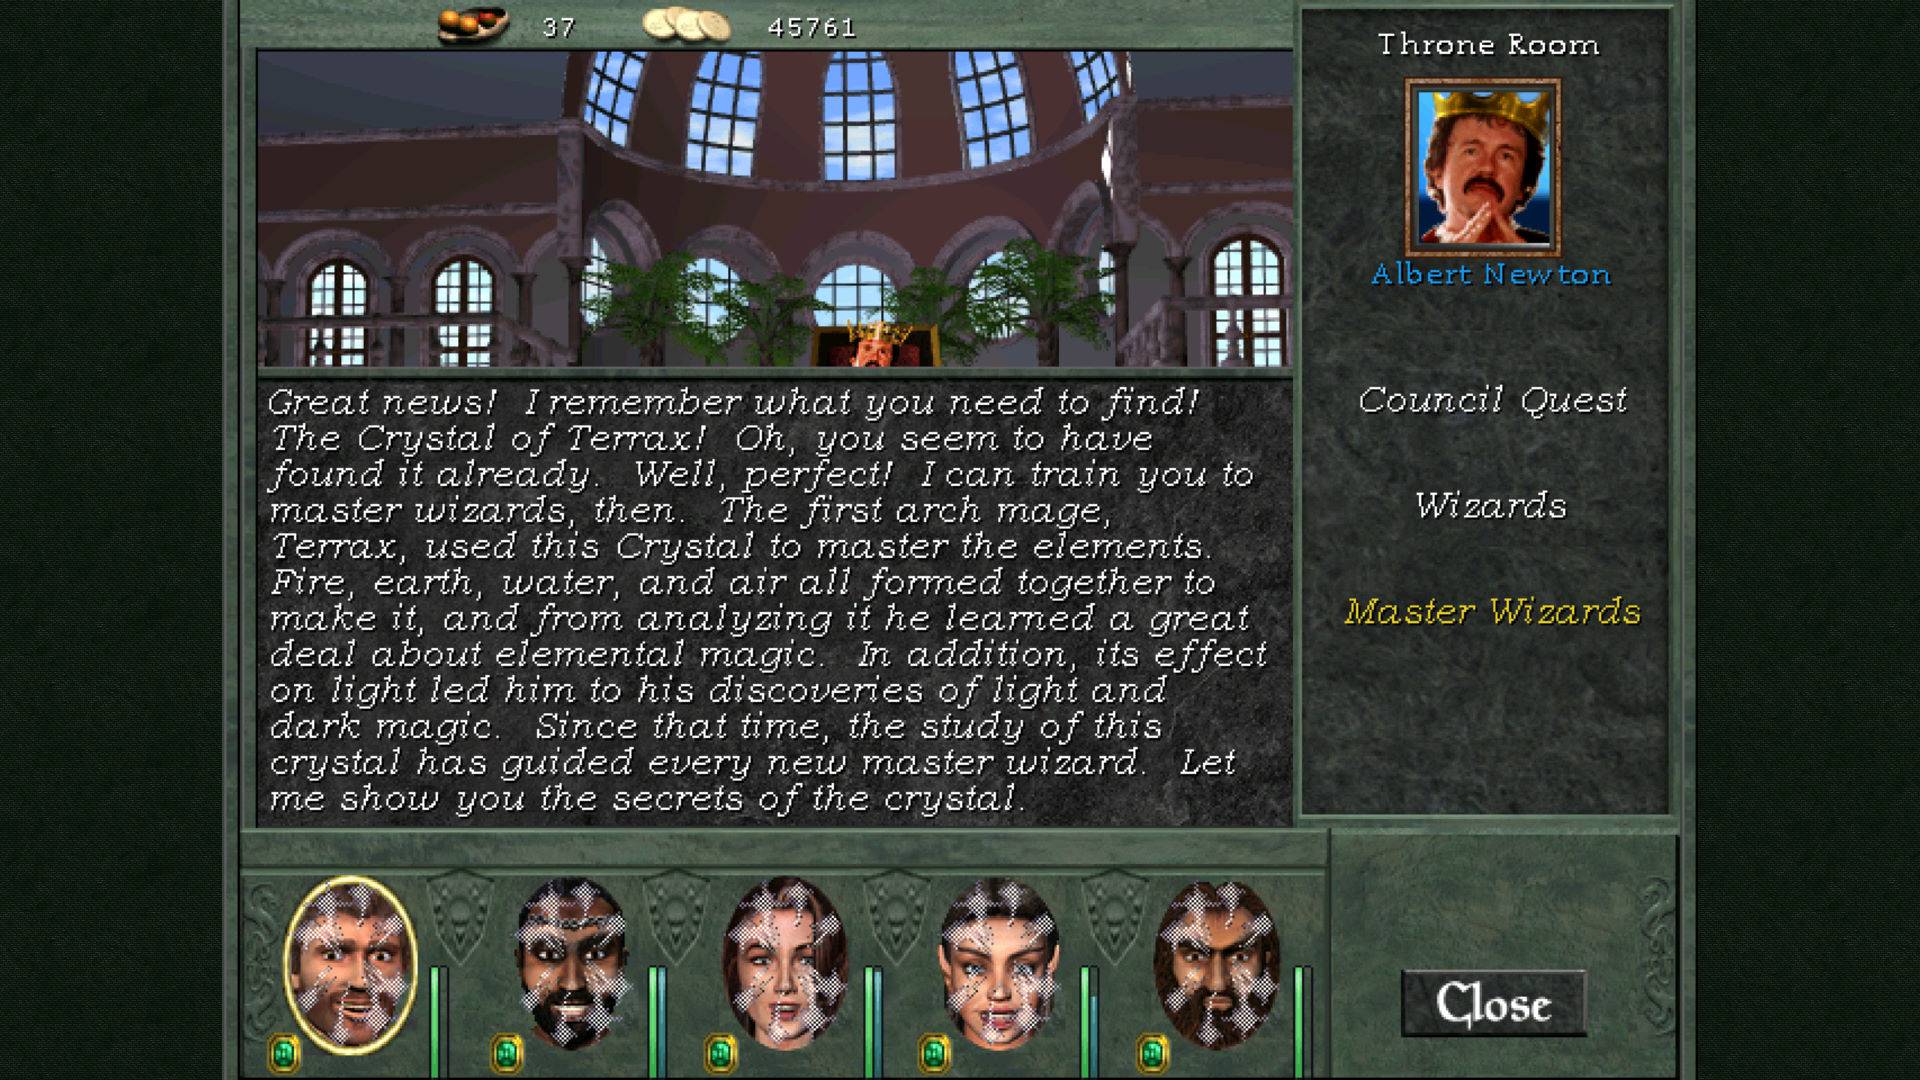 37 45761
Throne Room
Albert Newton
Council Quest
Wizards
Master Wizards
Great news!  I remember what you need to find!
The Crystal of Terrax!  Oh, you seem to have
found it already.  Well, perfect!  I can train you to
master wizards, then.  The first arch mage,
Terrax, used this Crystal to master the elements.
Fire, earth, water, and air all formed together to
make it, and from analyzing it he learned a great
deal about elemental magic.  In addition, its effect
on light led him to his discoveries of light and
dark magic.  Since that time, the study of this
crystal has guided every new master wizard.  Let
me show you the secrets of the crystal.
Close